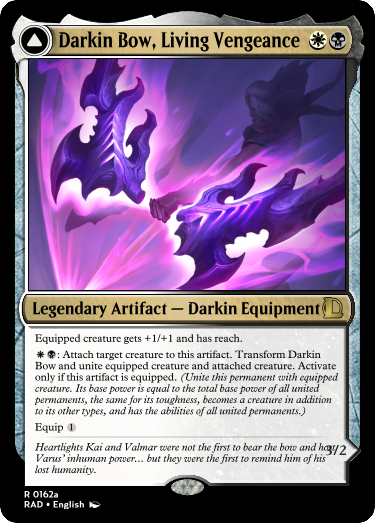 Darkin Bow, Living Vengeance
Legendary Artifact — Darkin Equipment
Equipped creature gets +1/+1 and has reach.
: Attach target creature to this artifact. Transform Darkin
Bow and unite equipped creature and attached creature. Activate
only if this artifact is equipped. (Unite this permanent with equipped
creature. Its base power is equal to the total base power of all united
permanents, the same for its toughness, becomes a creature in addition
to its other types, and has the abilities of all united permanents.)
Equip 1
Heartlights Kai and Valmar were not the first to bear the bow and
Varus' inhuman power... but they were the first to remind him of his
lost humanity.
3/2
R 0162a
RAD • English